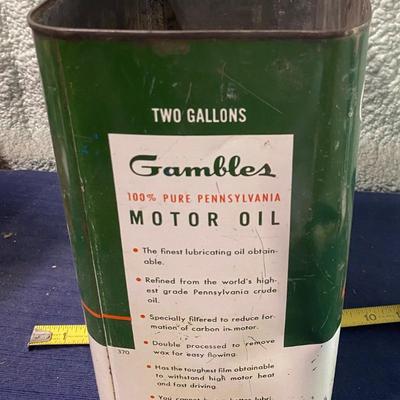 TWO GALLONS
Gambles
100% PURE PENNSYLVANIA
MOTOR OIL
• The finest lubricating oil obtain-
able.
• Refined from the world's high-
est grade Pennsylvania crude
oil.
• Specially filtered to reduce for-
mation of carbon in motor.
• Double processed to remove
wax for easy flowing.
370
• Has the toughest film obtainable
to withstand high motor heat
and fast driving.
• You cannot lubri-
10